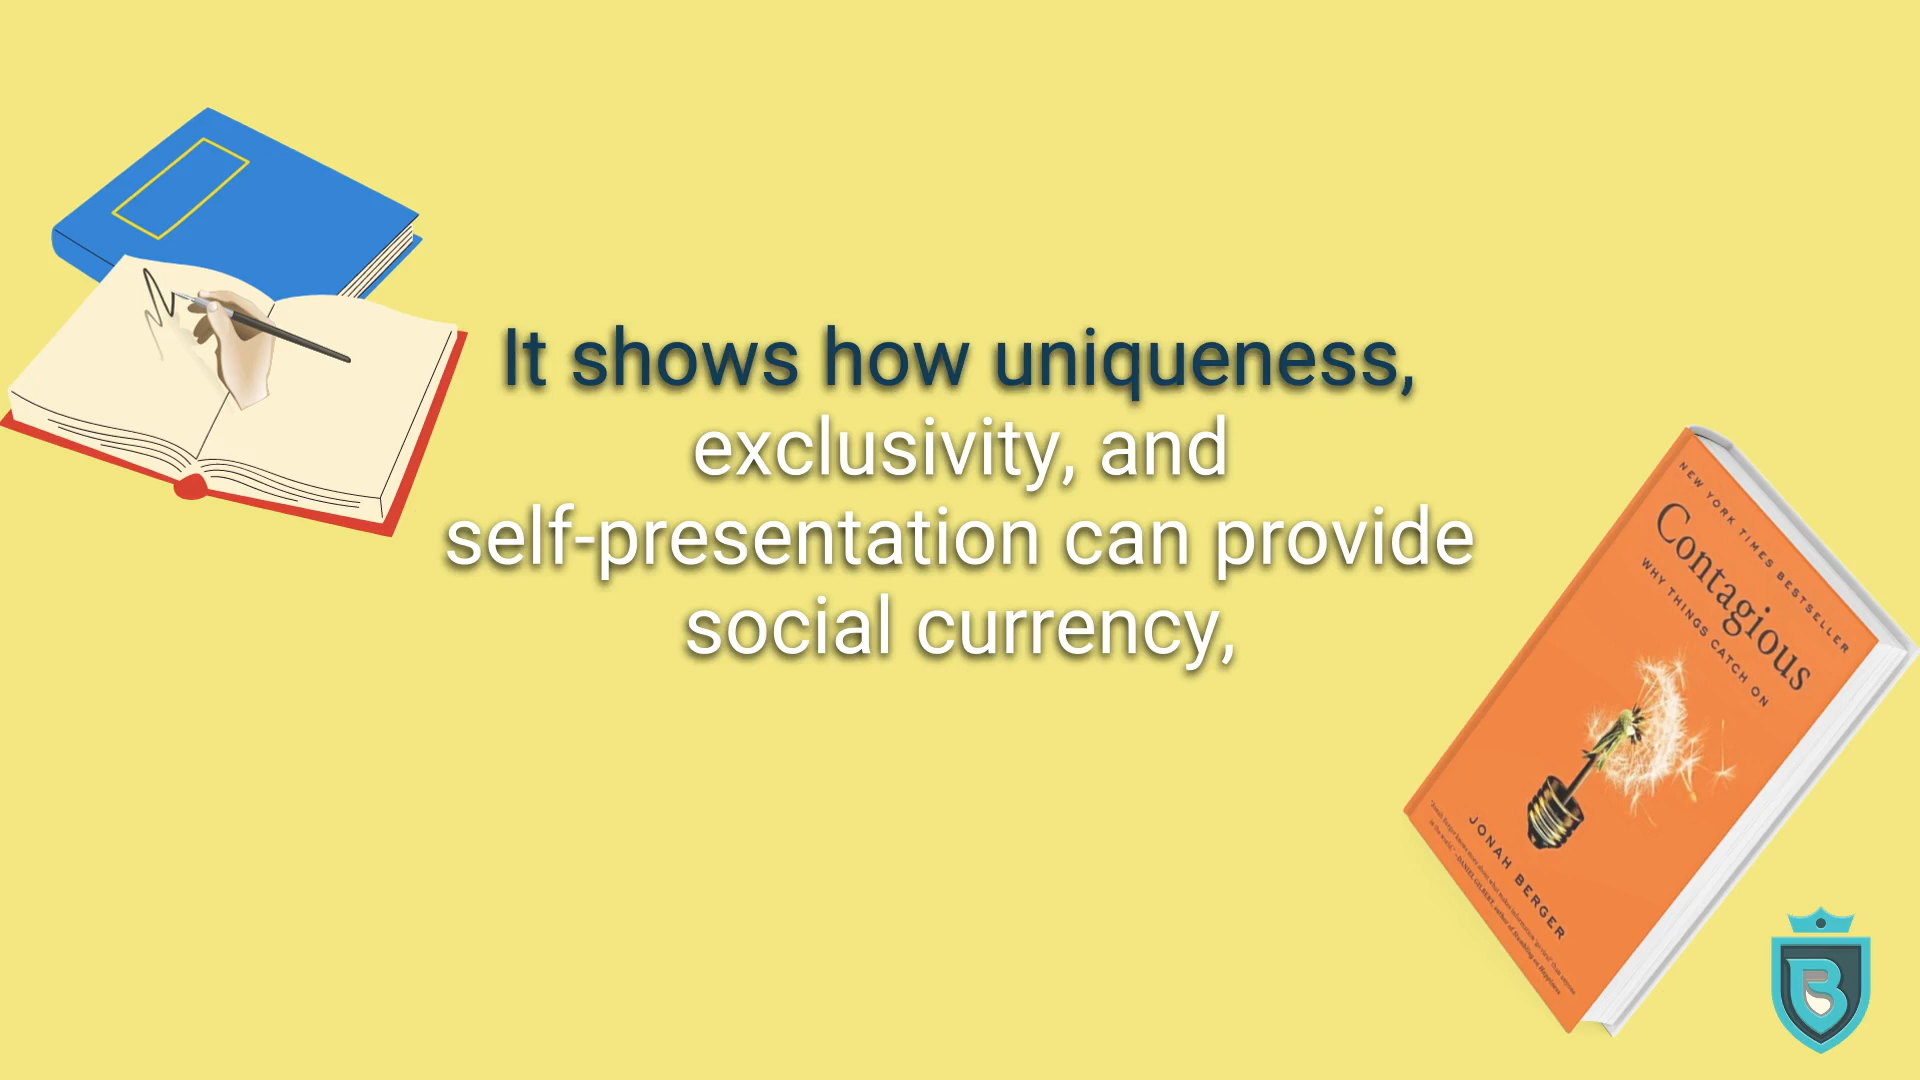 It shows how uniqueness,
exclusivity, and
self-presentation can provide
social currency,
NEW YORK TIMES BESTSELLER
Contagious
WHY THINGS CATCH ON
JONAH BERGER